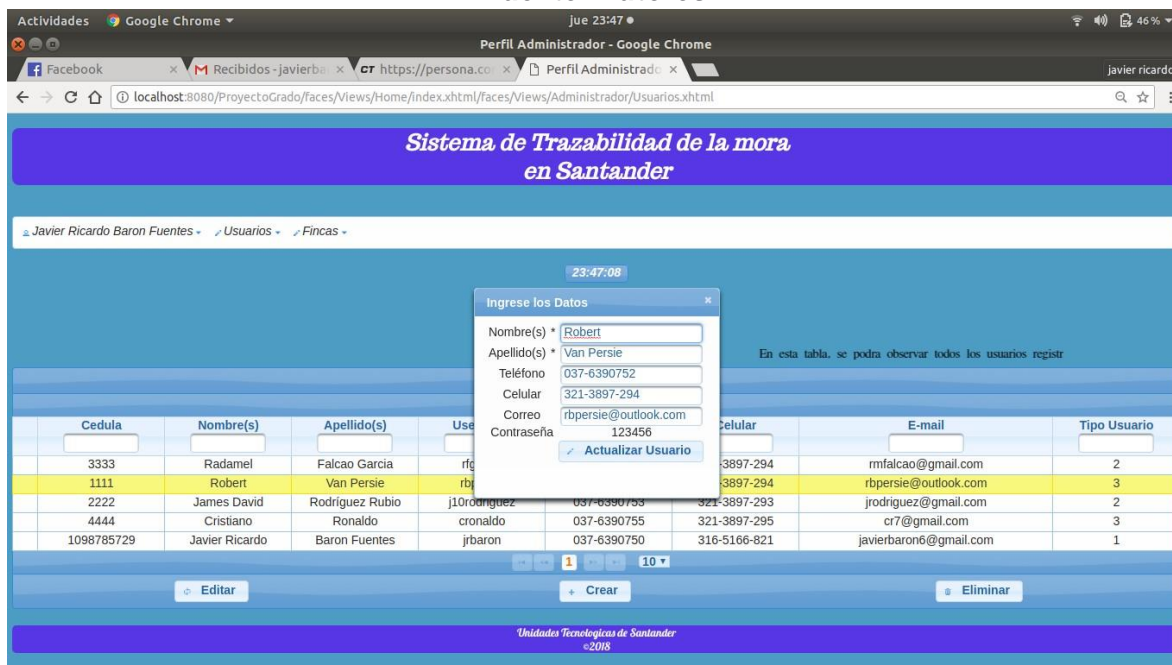 Actividades Google Chrome jue 23:47 46 %
Perfil Administrador - Google Chrome
Facebook Recibidos - javierba https://persona.co Perfil Administrado javier ricardo
localhost:8080/ProyectoGrado/faces/Views/Home/index.xhtml/faces/Views/Administrador/Usuarios.xhtml
Sistema de Trazabilidad de la mora
en Santander
Javier Ricardo Baron Fuentes Usuarios Fincas
23:47:08
Ingrese los Datos
Nombre(s) * Robert
Apellido(s) * Van Persie
Teléfono 037-6390752
Celular 321-3897-294
Correo rbpersie@outlook.com
Contraseña 123456
Actualizar Usuario
En esta tabla, se podra observar todos los usuarios registr
Cedula Nombre(s) Apellido(s) Use Celular E-mail Tipo Usuario
3333 Radamel Falcao Garcia rfg -3897-294 rmfalcao@gmail.com 2
1111 Robert Van Persie rbp -3897-294 rbpersie@outlook.com 3
2222 James David Rodríguez Rubio j10rodriguez 037-6390753 321-3897-293 jrodriguez@gmail.com 2
4444 Cristiano Ronaldo cronaldo 037-6390755 321-3897-295 cr7@gmail.com 3
1098785729 Javier Ricardo Baron Fuentes jrbaron 037-6390750 316-5166-821 javierbaron6@gmail.com 1
1 10
Editar Crear Eliminar
Unidades Tecnologicas de Santander
©2018